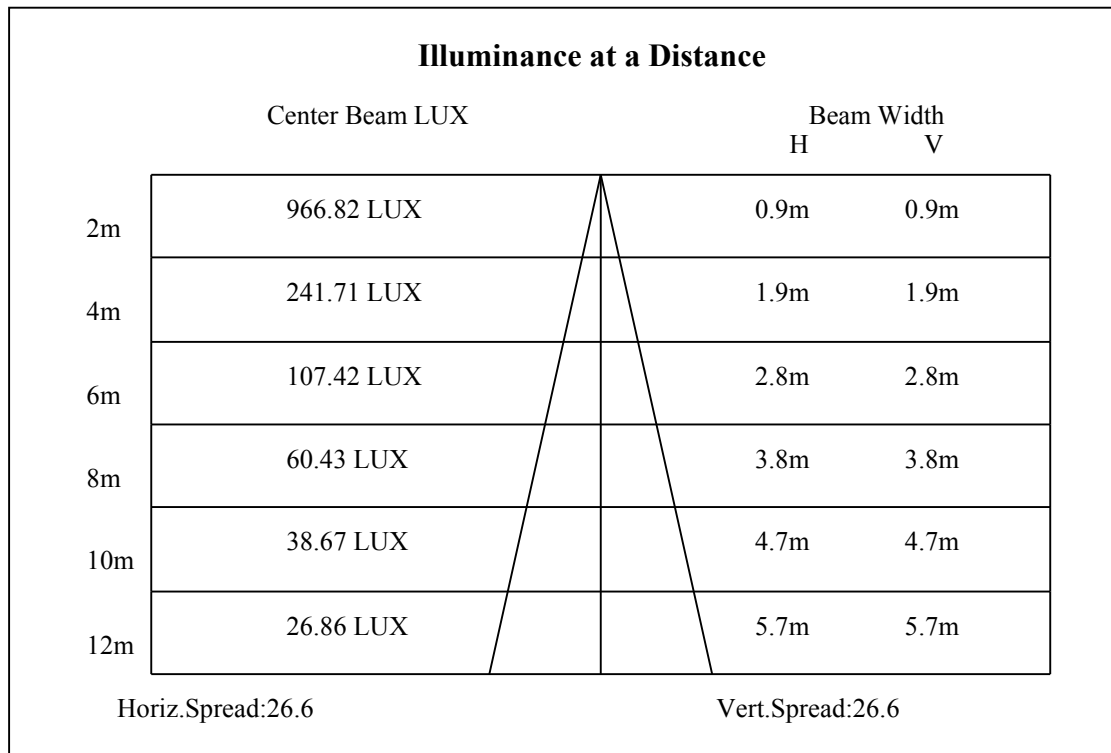 Illuminance at a Distance
Center Beam LUX Beam Width
H V
2m 966.82 LUX 0.9m 0.9m
4m 241.71 LUX 1.9m 1.9m
6m 107.42 LUX 2.8m 2.8m
8m 60.43 LUX 3.8m 3.8m
10m 38.67 LUX 4.7m 4.7m
12m 26.86 LUX 5.7m 5.7m
Horiz.Spread:26.6 Vert.Spread:26.6